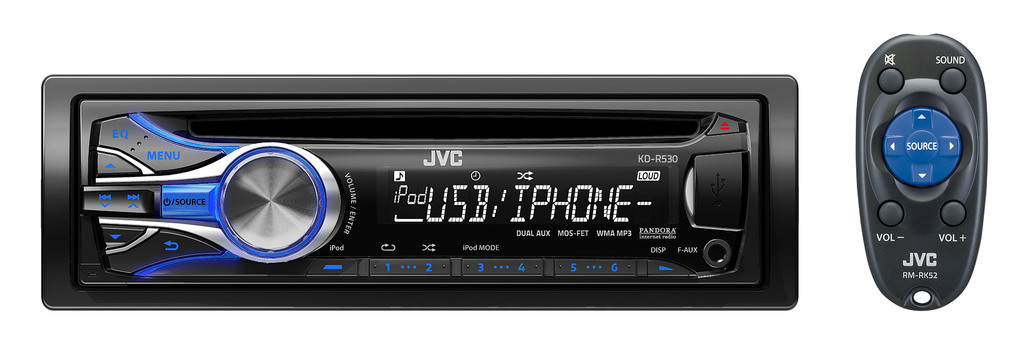 EQ
MENU
SOURCE
VOLUME / ENTER
JVC
KD-R530
LOUD
iPod USB/IPHONE-
DUAL AUX MOS-FET WMA MP3
PANDORA
internet radio
iPod
iPod MODE
DISP F-AUX
1 ••• 2
3 ••• 4
5 ••• 6
SOUND
SOURCE
VOL − VOL +
JVC
RM-RK52